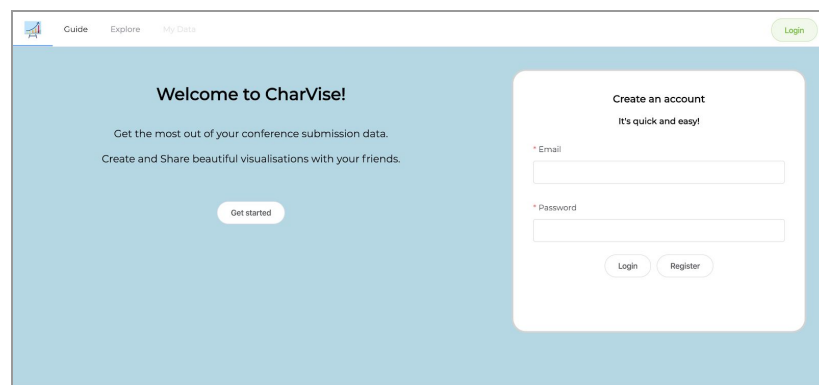 Guide Explore My Data Login
Welcome to CharVise!
Get the most out of your conference submission data.
Create and Share beautiful visualisations with your friends.
Get started
Create an account
It's quick and easy!
* Email
* Password
Login Register